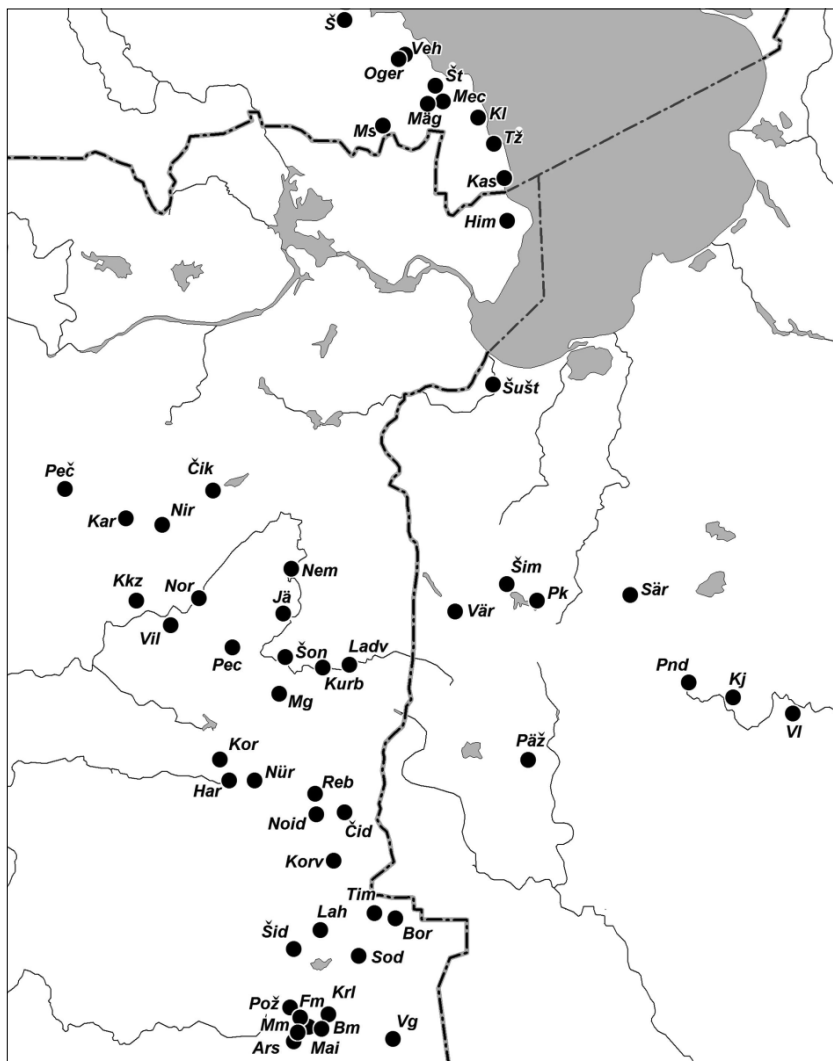 Š
Veh
Oger
Št
Mec
Mäg
Kl
Ms
Tž
Kas
Him
Šušt
Peč
Čik
Kar
Nir
Nem
Šim
Kkz
Nor
Jä
Pk
Sär
Vär
Vil
Pec
Šon
Ladv
Kurb
Pnd
Kj
Mg
Vl
Kor
Päž
Har
Nür
Reb
Noid
Čid
Korv
Tim
Lah
Bor
Šid
Sod
Pož
Fm
Krl
Mm
Bm
Vg
Ars
Mai